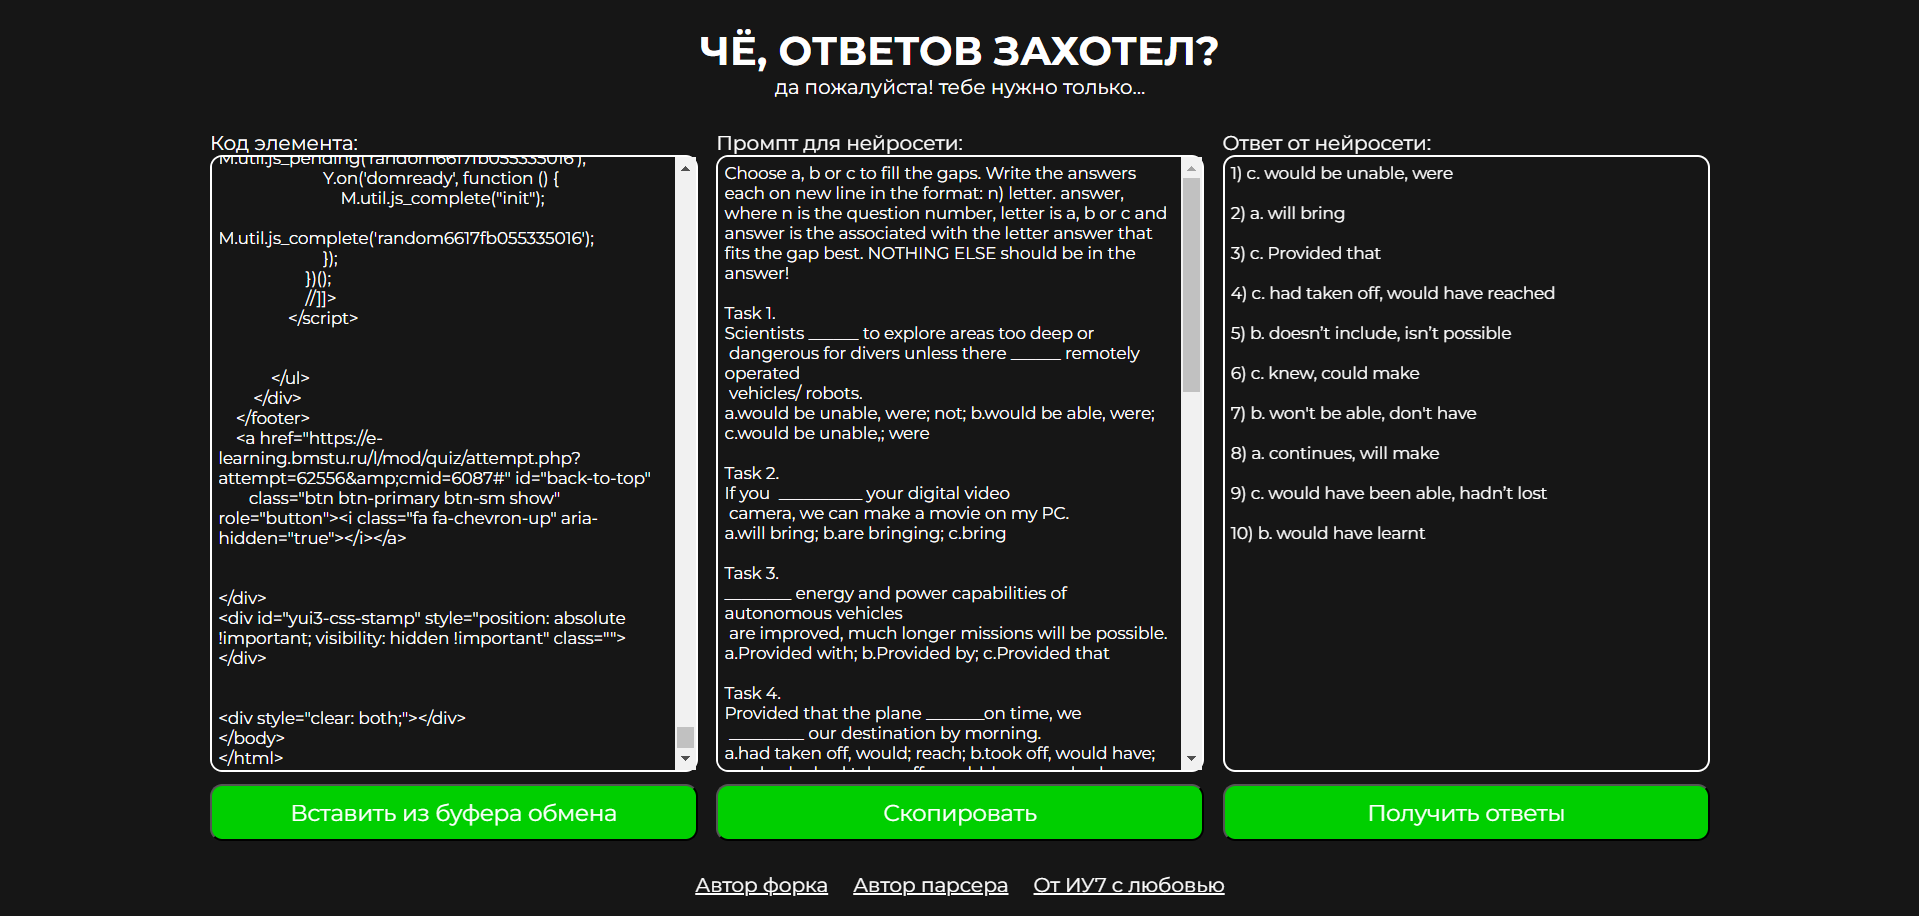 ЧЁ, ОТВЕТОВ ЗАХОТЕЛ?
да пожалуйста! тебе нужно только...
Код элемента:
M.util.js_pending('random6617fb055335016');
Y.on('domready', function () {
M.util.js_complete("init");
M.util.js_complete('random6617fb055335016');
});
})();
//]]>
</script>
</ul>
</div>
</footer>
<a href="https://e-
learning.bmstu.ru/l/mod/quiz/attempt.php?
attempt=62556&amp;cmid=6087#" id="back-to-top"
class="btn btn-primary btn-sm show"
role="button"><i class="fa fa-chevron-up" aria-
hidden="true"></i></a>
</div>
<div id="yui3-css-stamp" style="position: absolute
!important; visibility: hidden !important" class="">
</div>
<div style="clear: both;"></div>
</body>
</html>
Вставить из буфера обмена
Промпт для нейросети:
Choose a, b or c to fill the gaps. Write the answers
each on new line in the format: n) letter. answer,
where n is the question number, letter is a, b or c and
answer is the associated with the letter answer that
fits the gap best. NOTHING ELSE should be in the
answer!
Task 1.
Scientists ______ to explore areas too deep or
dangerous for divers unless there ______ remotely
operated
vehicles/ robots.
a.would be unable, were; not; b.would be able, were;
c.would be unable,; were
Task 2.
If you __________ your digital video
camera, we can make a movie on my PC.
a.will bring; b.are bringing; c.bring
Task 3.
________ energy and power capabilities of
autonomous vehicles
are improved, much longer missions will be possible.
a.Provided with; b.Provided by; c.Provided that
Task 4.
Provided that the plane _______on time, we
_________ our destination by morning.
a.had taken off, would; reach; b.took off, would have;
Скопировать
Ответ от нейросети:
1) c. would be unable, were
2) a. will bring
3) c. Provided that
4) c. had taken off, would have reached
5) b. doesn’t include, isn’t possible
6) c. knew, could make
7) b. won't be able, don't have
8) a. continues, will make
9) c. would have been able, hadn’t lost
10) b. would have learnt
Получить ответы
Автор форка Автор парсера От ИУ7 с любовью